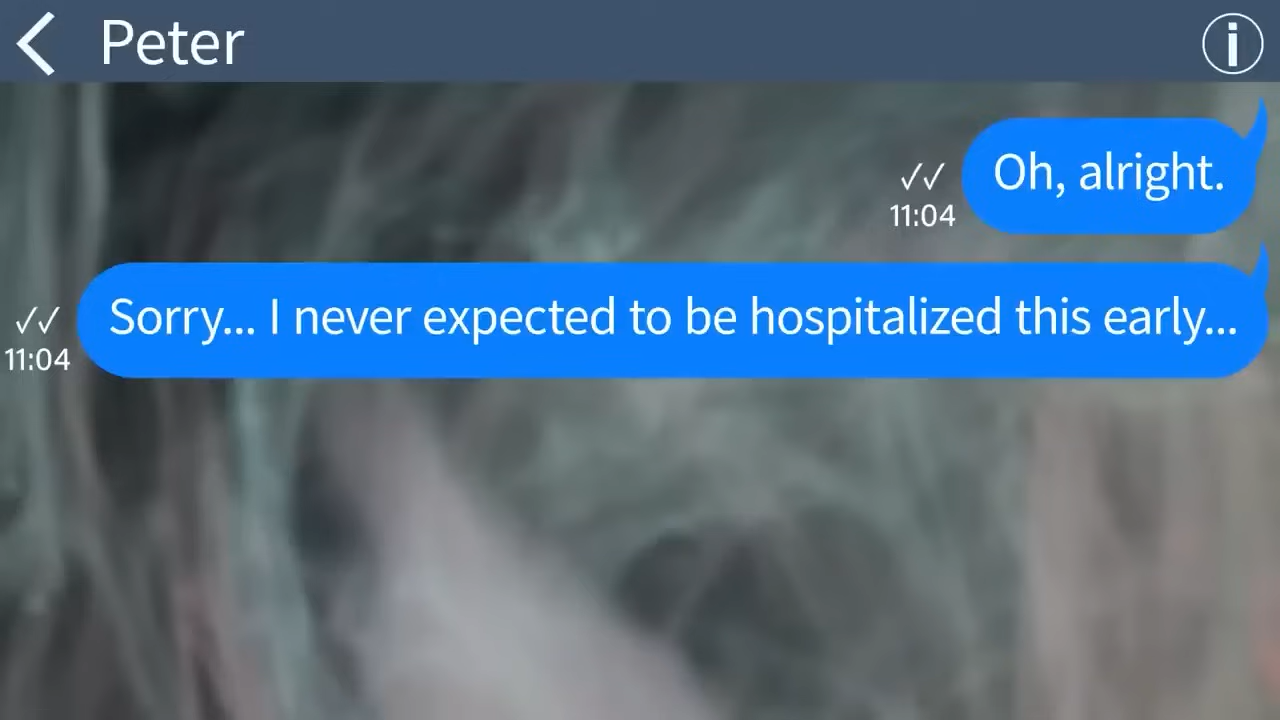 Peter
Oh, alright.
11:04
Sorry... I never expected to be hospitalized this early...
11:04